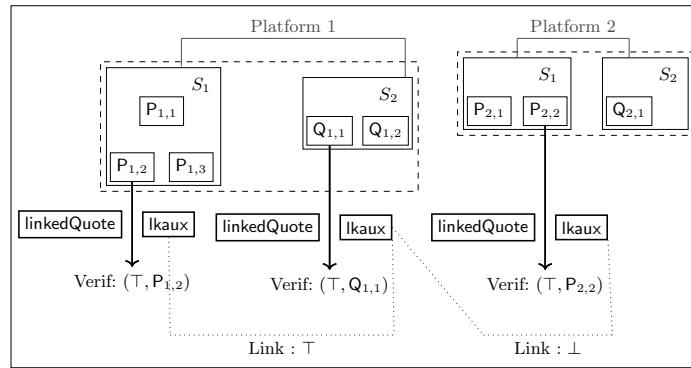 Platform 1
Platform 2
S₁
S₂
S₁
S₂
P₁,₁
Q₁,₁
Q₁,₂
P₂,₁
P₂,₂
Q₂,₁
P₁,₂
P₁,₃
linkedQuote
lkaux
linkedQuote
lkaux
linkedQuote
lkaux
Verif: (⊤, P₁,₂)
Verif: (⊤, Q₁,₁)
Verif: (⊤, P₂,₂)
Link : ⊤
Link : ⊥